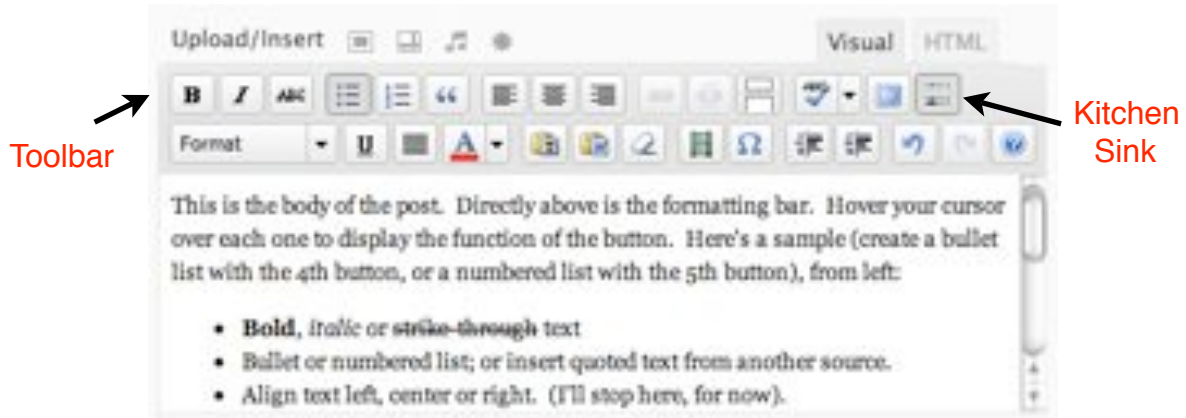 Upload/Insert
Visual HTML
B I ABC
Toolbar
Kitchen
Sink
Format U A
This is the body of the post. Directly above is the formatting bar. Hover your cursor
over each one to display the function of the button. Here's a sample (create a bullet
list with the 4th button, or a numbered list with the 5th button), from left:
• Bold, italic or strike-through text
• Bullet or numbered list; or insert quoted text from another source.
• Align text left, center or right. (I'll stop here, for now).